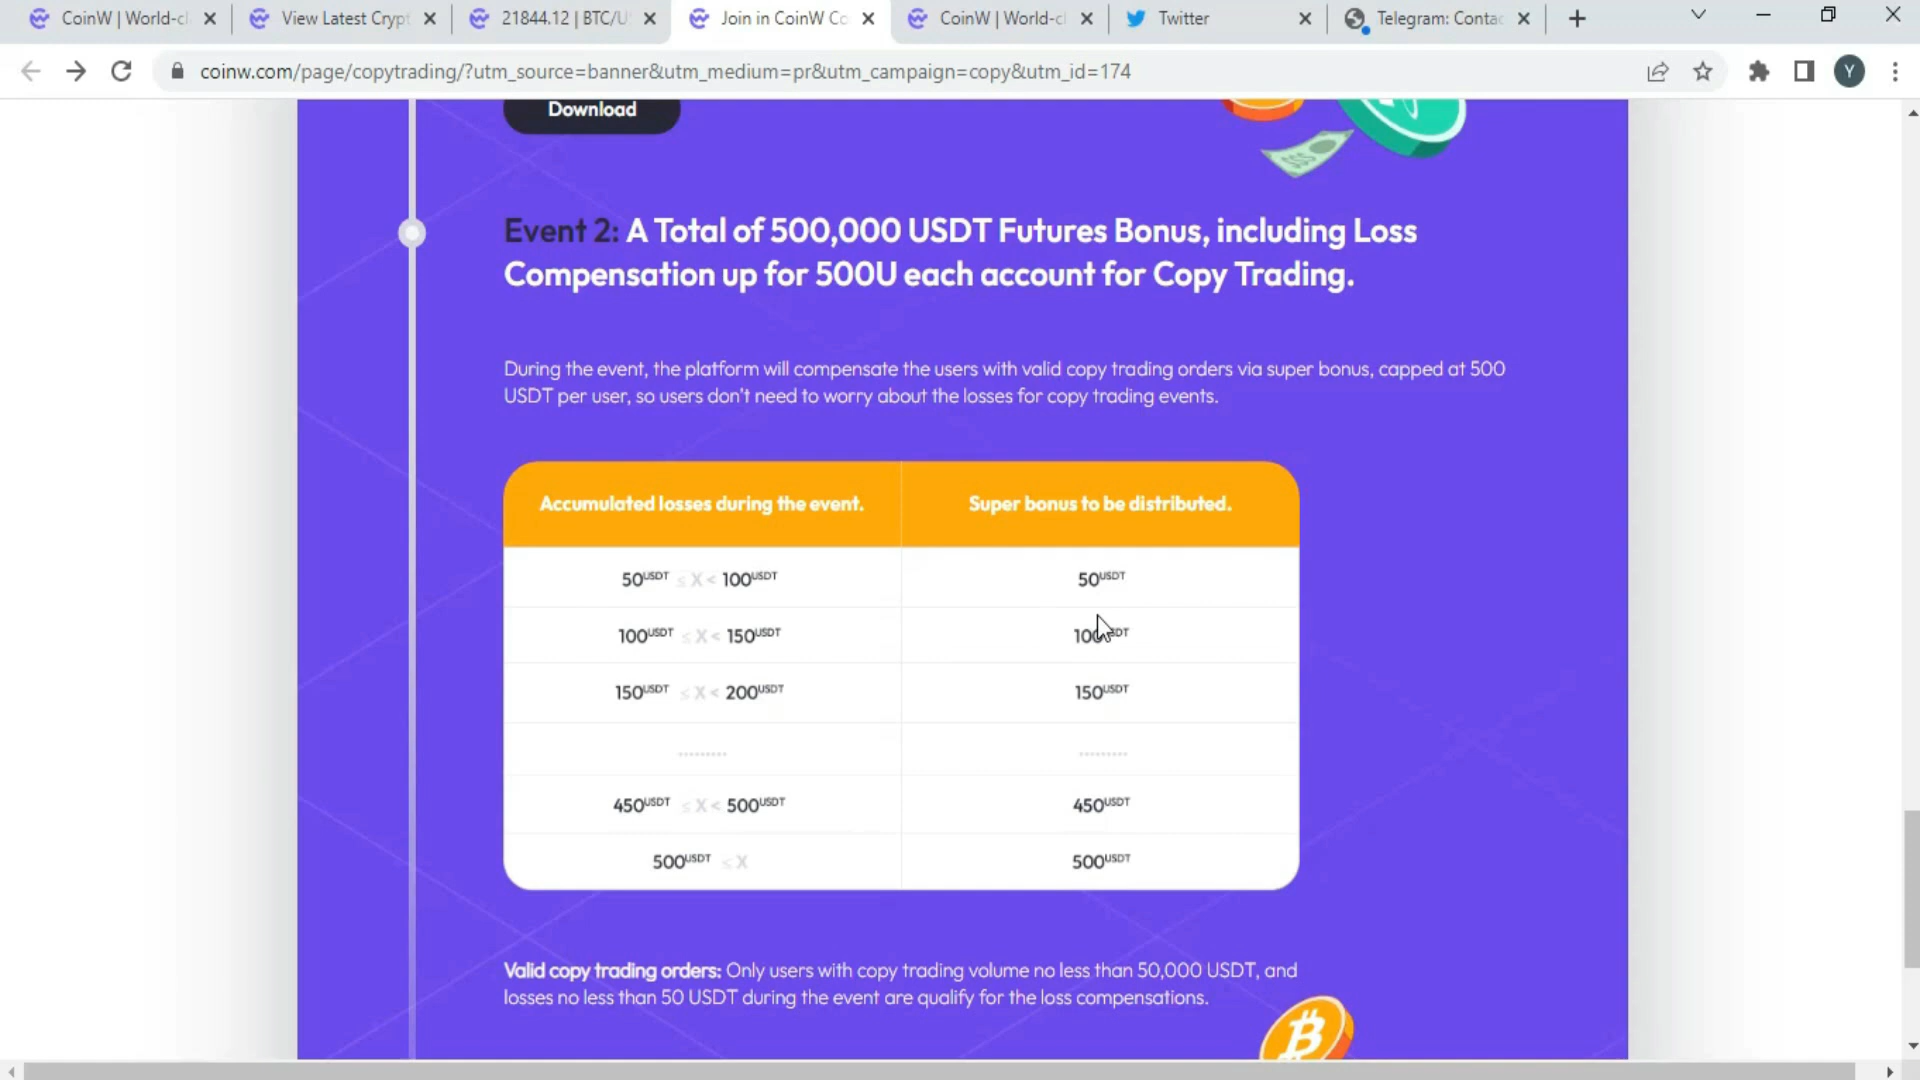 CoinW | World-cl
View Latest Crypt
21844.12 | BTC/U
Join in CoinW Co
CoinW | World-cl
Twitter
Telegram: Contac
coinw.com/page/copytrading/?utm_source=banner&utm_medium=pr&utm_campaign=copy&utm_id=174
Y
Download
Event 2: A Total of 500,000 USDT Futures Bonus, including Loss
Compensation up for 500U each account for Copy Trading.
During the event, the platform will compensate the users with valid copy trading orders via super bonus, capped at 500
USDT per user, so users don't need to worry about the losses for copy trading events.
Accumulated losses during the event. Super bonus to be distributed.
50USDT ≤ X < 100USDT 50USDT
100USDT ≤ X < 150USDT 100USDT
150USDT ≤ X < 200USDT 150USDT
......... .........
450USDT ≤ X < 500USDT 450USDT
500USDT ≤ X 500USDT
Valid copy trading orders: Only users with copy trading volume no less than 50,000 USDT, and
losses no less than 50 USDT during the event are qualify for the loss compensations.